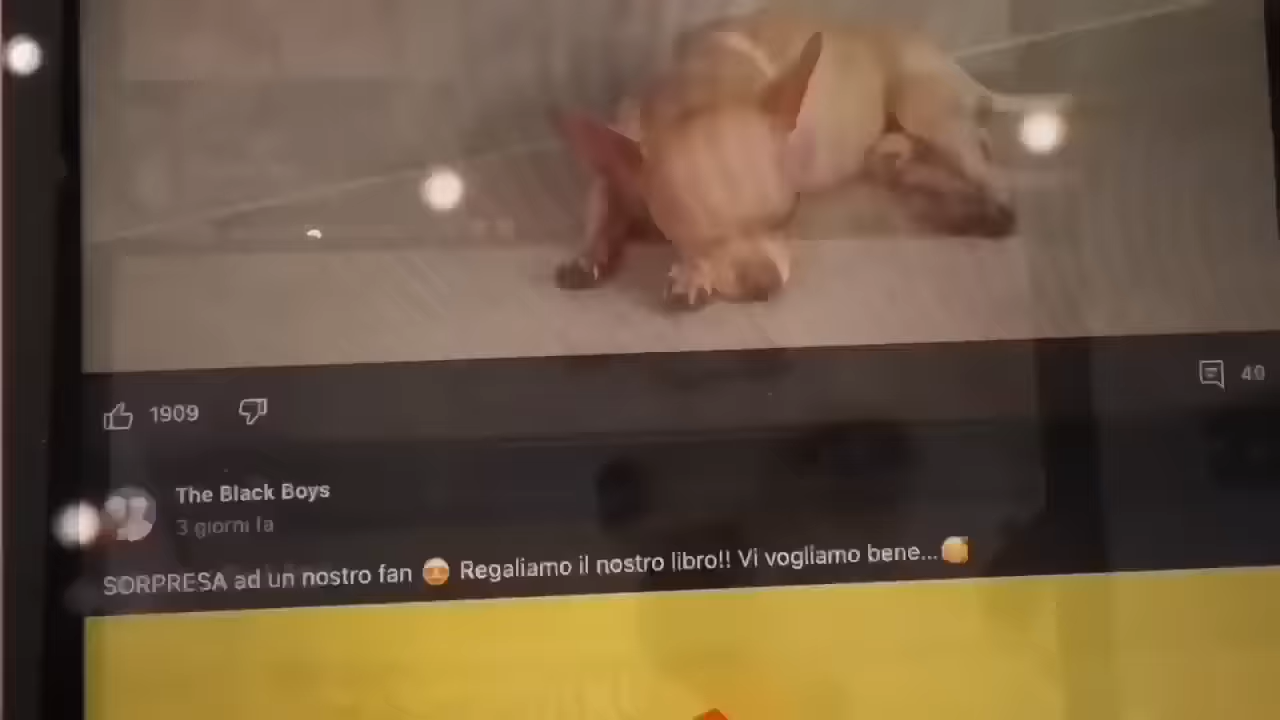 1909
40
The Black Boys
3 giorni fa
SORPRESA ad un nostro fan 😍 Regaliamo il nostro libro!! Vi vogliamo bene...🥰